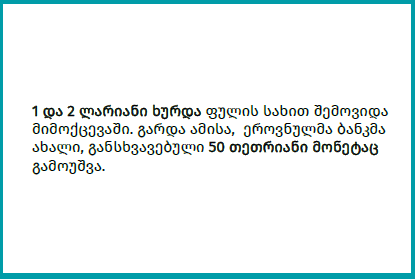 1 და 2 ლარიანი ხურდა ფულის სახით შემოვიდა
მიმოქცევაში. გარდა ამისა,  ეროვნულმა ბანკმა
ახალი, განსხვავებული 50 თეთრიანი მონეტაც
გამოუშვა.